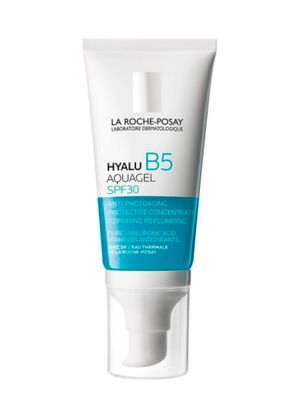 LA ROCHE-POSAY
LABORATOIRE DERMATOLOGIQUE
HYALU B5
AQUAGEL
SPF30
ANTI-PHOTOAGING
PROTECTIVE CONCENTRATE
REPAIRING REPLUMPING
PURE HYALURONIC ACID
VITAMIN B5 ANTIOXIDANTS
AVEC DE L'EAU THERMALE
DE LA ROCHE-POSAY